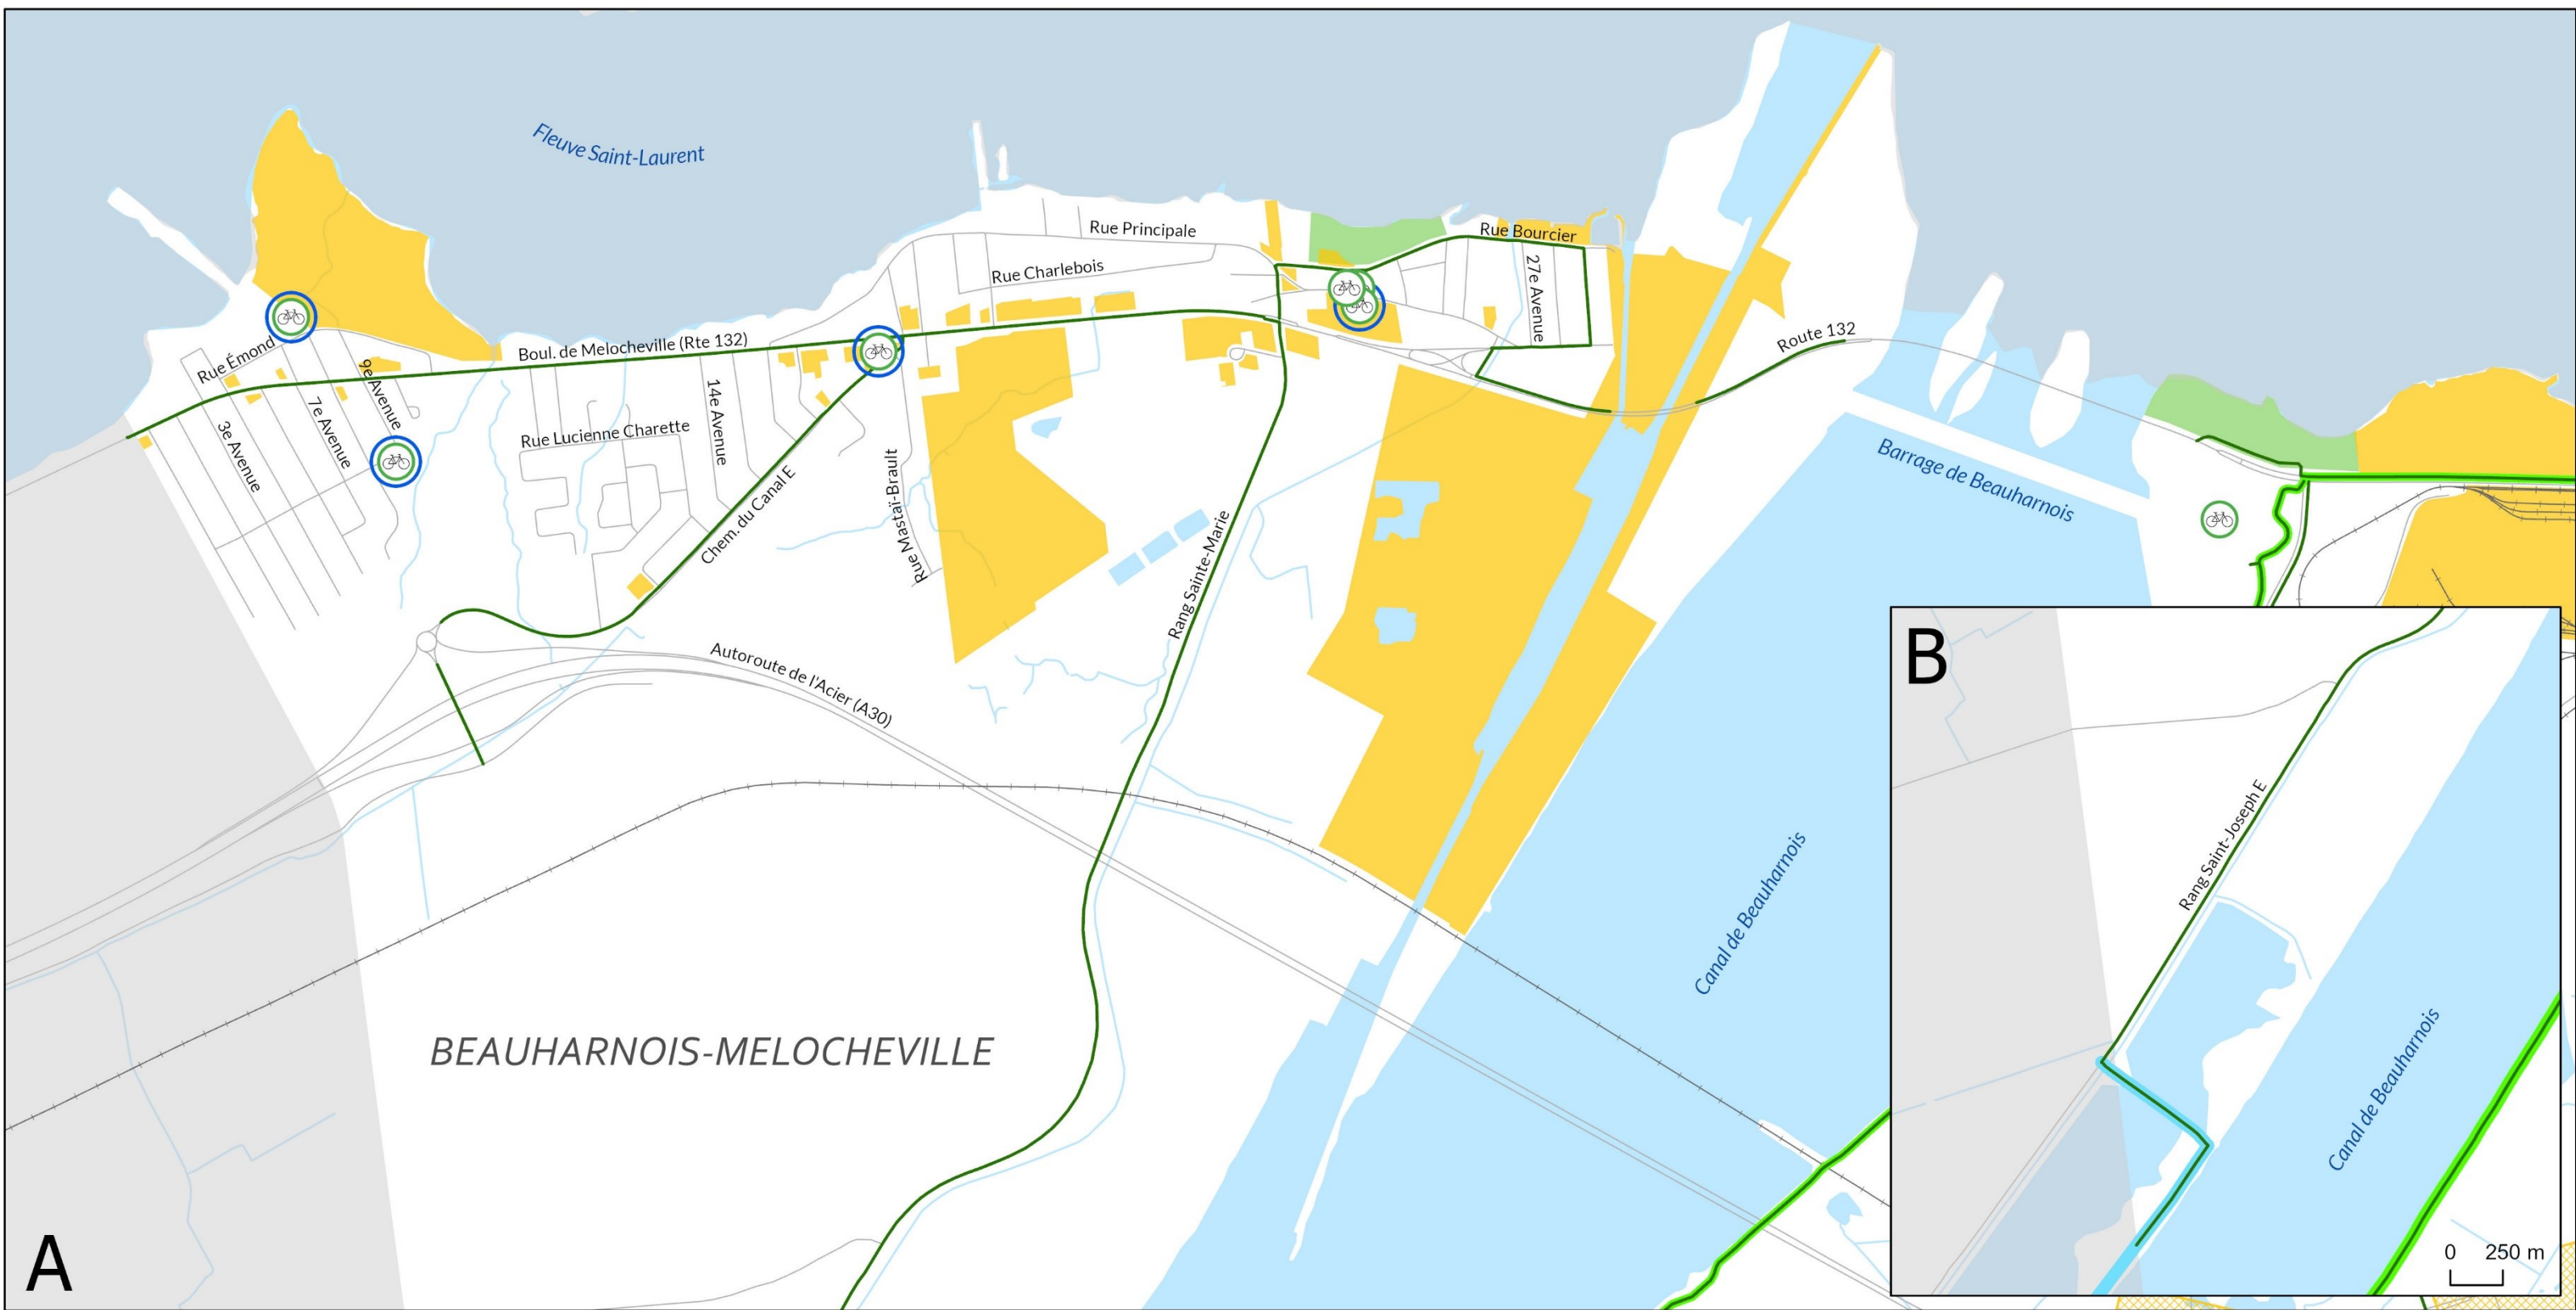 Fleuve Saint-Laurent
Rue Principale
Rue Bourcier
Rue Charlebois
27e Avenue
Route 132
Boul. de Melocheville (Rte 132)
Rue Émond
9e Avenue
7e Avenue
3e Avenue
14e Avenue
Rue Lucienne Charette
Chem. du Canal E
Rue Mastaï-Brault
Rang Sainte-Marie
Barrage de Beauharnois
Autoroute de l'Acier (A30)
Canal de Beauharnois
BEAUHARNOIS-MELOCHEVILLE
A
B
Rang Saint-Joseph E
Canal de Beauharnois
0 250 m